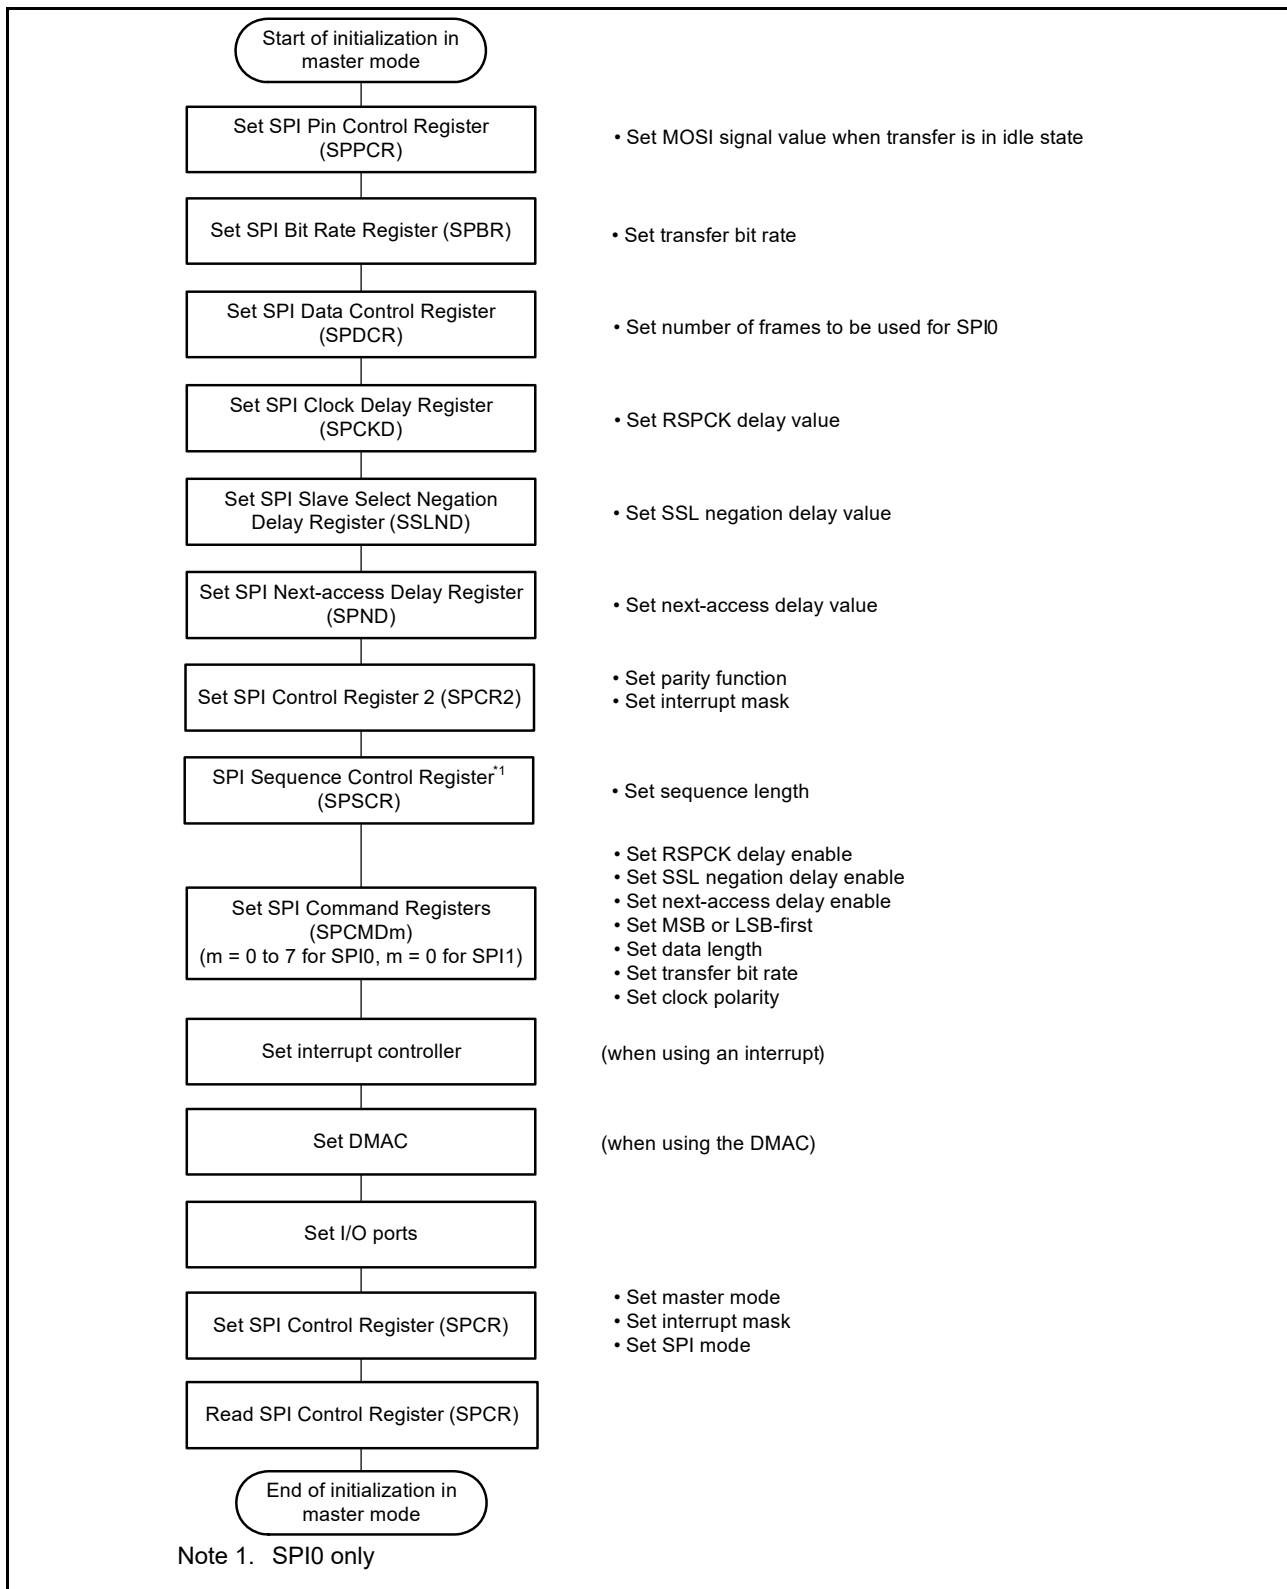 Start of initialization in
master mode
Set SPI Pin Control Register
(SPPCR)
• Set MOSI signal value when transfer is in idle state
Set SPI Bit Rate Register (SPBR)
• Set transfer bit rate
Set SPI Data Control Register
(SPDCR)
• Set number of frames to be used for SPI0
Set SPI Clock Delay Register
(SPCKD)
• Set RSPCK delay value
Set SPI Slave Select Negation
Delay Register (SSLND)
• Set SSL negation delay value
Set SPI Next-access Delay Register
(SPND)
• Set next-access delay value
Set SPI Control Register 2 (SPCR2)
• Set parity function
• Set interrupt mask
SPI Sequence Control Register*1
(SPSCR)
• Set sequence length
Set SPI Command Registers
(SPCMDm)
(m = 0 to 7 for SPI0, m = 0 for SPI1)
• Set RSPCK delay enable
• Set SSL negation delay enable
• Set next-access delay enable
• Set MSB or LSB-first
• Set data length
• Set transfer bit rate
• Set clock polarity
Set interrupt controller
(when using an interrupt)
Set DMAC
(when using the DMAC)
Set I/O ports
Set SPI Control Register (SPCR)
• Set master mode
• Set interrupt mask
• Set SPI mode
Read SPI Control Register (SPCR)
End of initialization in
master mode
Note 1. SPI0 only